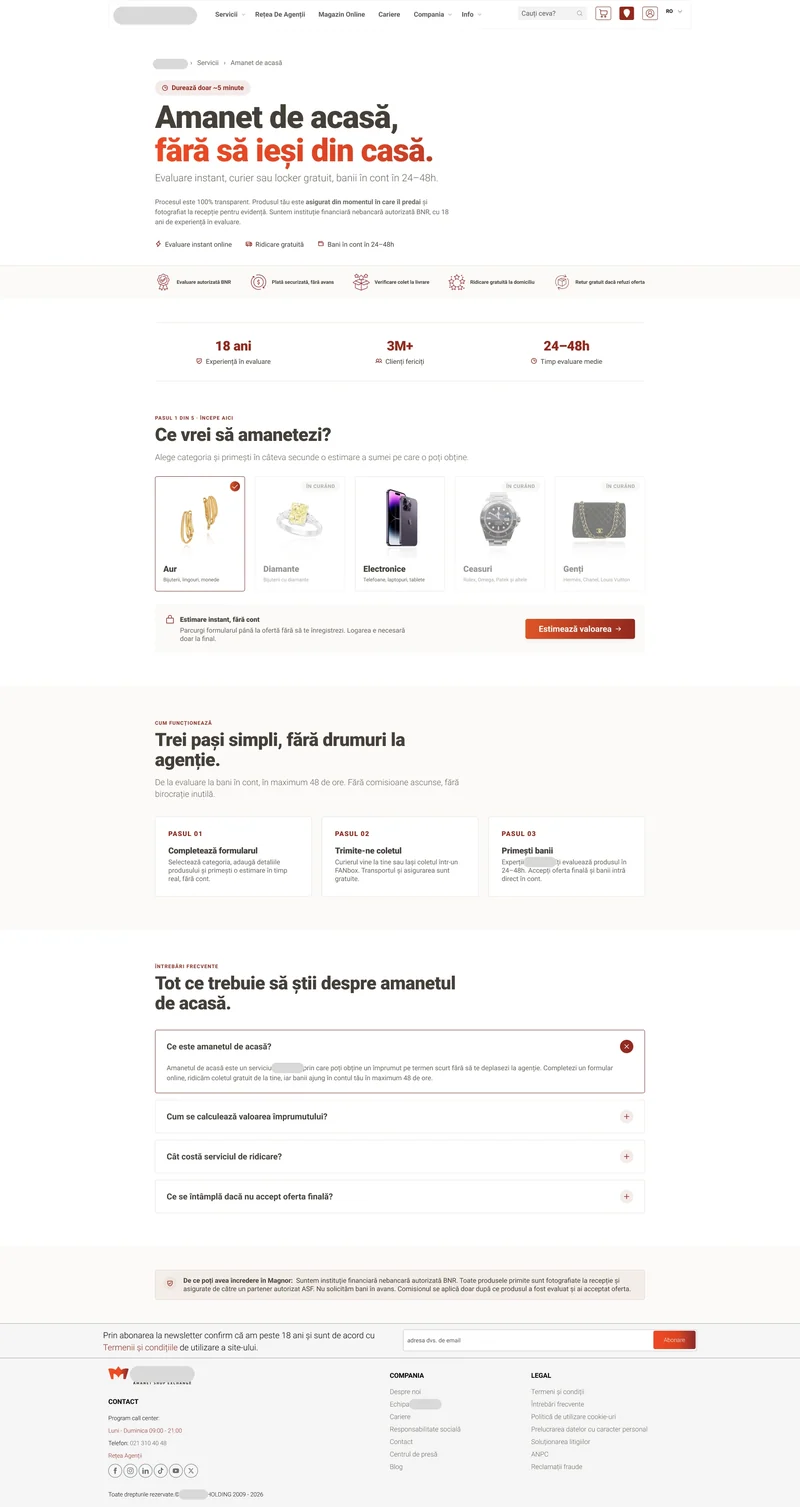 Servicii
Rețea De Agenții
Magazin Online
Cariere
Compania
Info
Cauți ceva?
RO
› Servicii › Amanet de acasă
Durează doar ~5 minute
Amanet de acasă,
fără să ieși din casă.
Evaluare instant, curier sau locker gratuit, banii în cont în 24–48h.
Procesul este 100% transparent. Produsul tău este asigurat din momentul în care îl predai și
fotografiat la recepție pentru evidență. Suntem instituție financiară nebancară autorizată BNR, cu 18
ani de experiență în evaluare.
Evaluare instant online
Ridicare gratuită
Bani în cont în 24–48h
Evaluare autorizată BNR
Plată securizată, fără avans
Verificare colet la livrare
Ridicare gratuită la domiciliu
Retur gratuit dacă refuzi oferta
18 ani
Experiență în evaluare
3M+
Clienți fericiți
24–48h
Timp evaluare medie
PASUL 1 DIN 5 · ÎNCEPE AICI
Ce vrei să amanetezi?
Alege categoria și primești în câteva secunde o estimare a sumei pe care o poți obține.
Aur
Bijuterii, lingouri, monede
ÎN CURÂND
Diamante
Bijuterii cu diamante
Electronice
Telefoane, laptopuri, tablete
ÎN CURÂND
Ceasuri
Rolex, Omega, Patek și altele
ÎN CURÂND
Genți
Hermès, Chanel, Louis Vuitton
Estimare instant, fără cont
Parcurgi formularul până la ofertă fără să te înregistrezi. Logarea e necesară
doar la final.
Estimează valoarea →
CUM FUNCȚIONEAZĂ
Trei pași simpli, fără drumuri la
agenție.
De la evaluare la bani în cont, în maximum 48 de ore. Fără comisioane ascunse, fără
birocrație inutilă.
PASUL 01
Completează formularul
Selectează categoria, adaugă detaliile
produsului și primești o estimare în timp
real, fără cont.
PASUL 02
Trimite-ne coletul
Curierul vine la tine sau lași coletul într-un
FANbox. Transportul și asigurarea sunt
gratuite.
PASUL 03
Primești banii
Experții îți evaluează produsul în
24–48h. Accepți oferta finală și banii intră
direct în cont.
ÎNTREBĂRI FRECVENTE
Tot ce trebuie să știi despre amanetul
de acasă.
Ce este amanetul de acasă?
Amanetul de acasă este un serviciu prin care poți obține un împrumut pe termen scurt fără să te deplasezi la agenție. Completezi un formular
online, ridicăm coletul gratuit de la tine, iar banii ajung în contul tău în maximum 48 de ore.
Cum se calculează valoarea împrumutului?
Cât costă serviciul de ridicare?
Ce se întâmplă dacă nu accept oferta finală?
De ce poți avea încredere în Magnor: Suntem instituție financiară nebancară autorizată BNR. Toate produsele primite sunt fotografiate la recepție și
asigurate de către un partener autorizat ASF. Nu solicităm bani în avans. Comisionul se aplică doar după ce produsul a fost evaluat și ai acceptat oferta.
Prin abonarea la newsletter confirm că am peste 18 ani și sunt de acord cu
Termenii și condițiile de utilizare a site-ului.
adresa dvs. de email
Abonare
AMANET SHOP EXCHANGE
CONTACT
Program call center:
Luni - Duminica 09:00 - 21:00
Telefon: 021 310 40 48
Rețea Agenții
Toate drepturile rezervate © HOLDING 2009 - 2026
COMPANIA
Despre noi
Echipa
Cariere
Responsabilitate socială
Contact
Centrul de presă
Blog
LEGAL
Termeni și condiții
Întrebări frecvente
Politică de utilizare cookie-uri
Prelucrarea datelor cu caracter personal
Soluționarea litigiilor
ANPC
Reclamații fraude